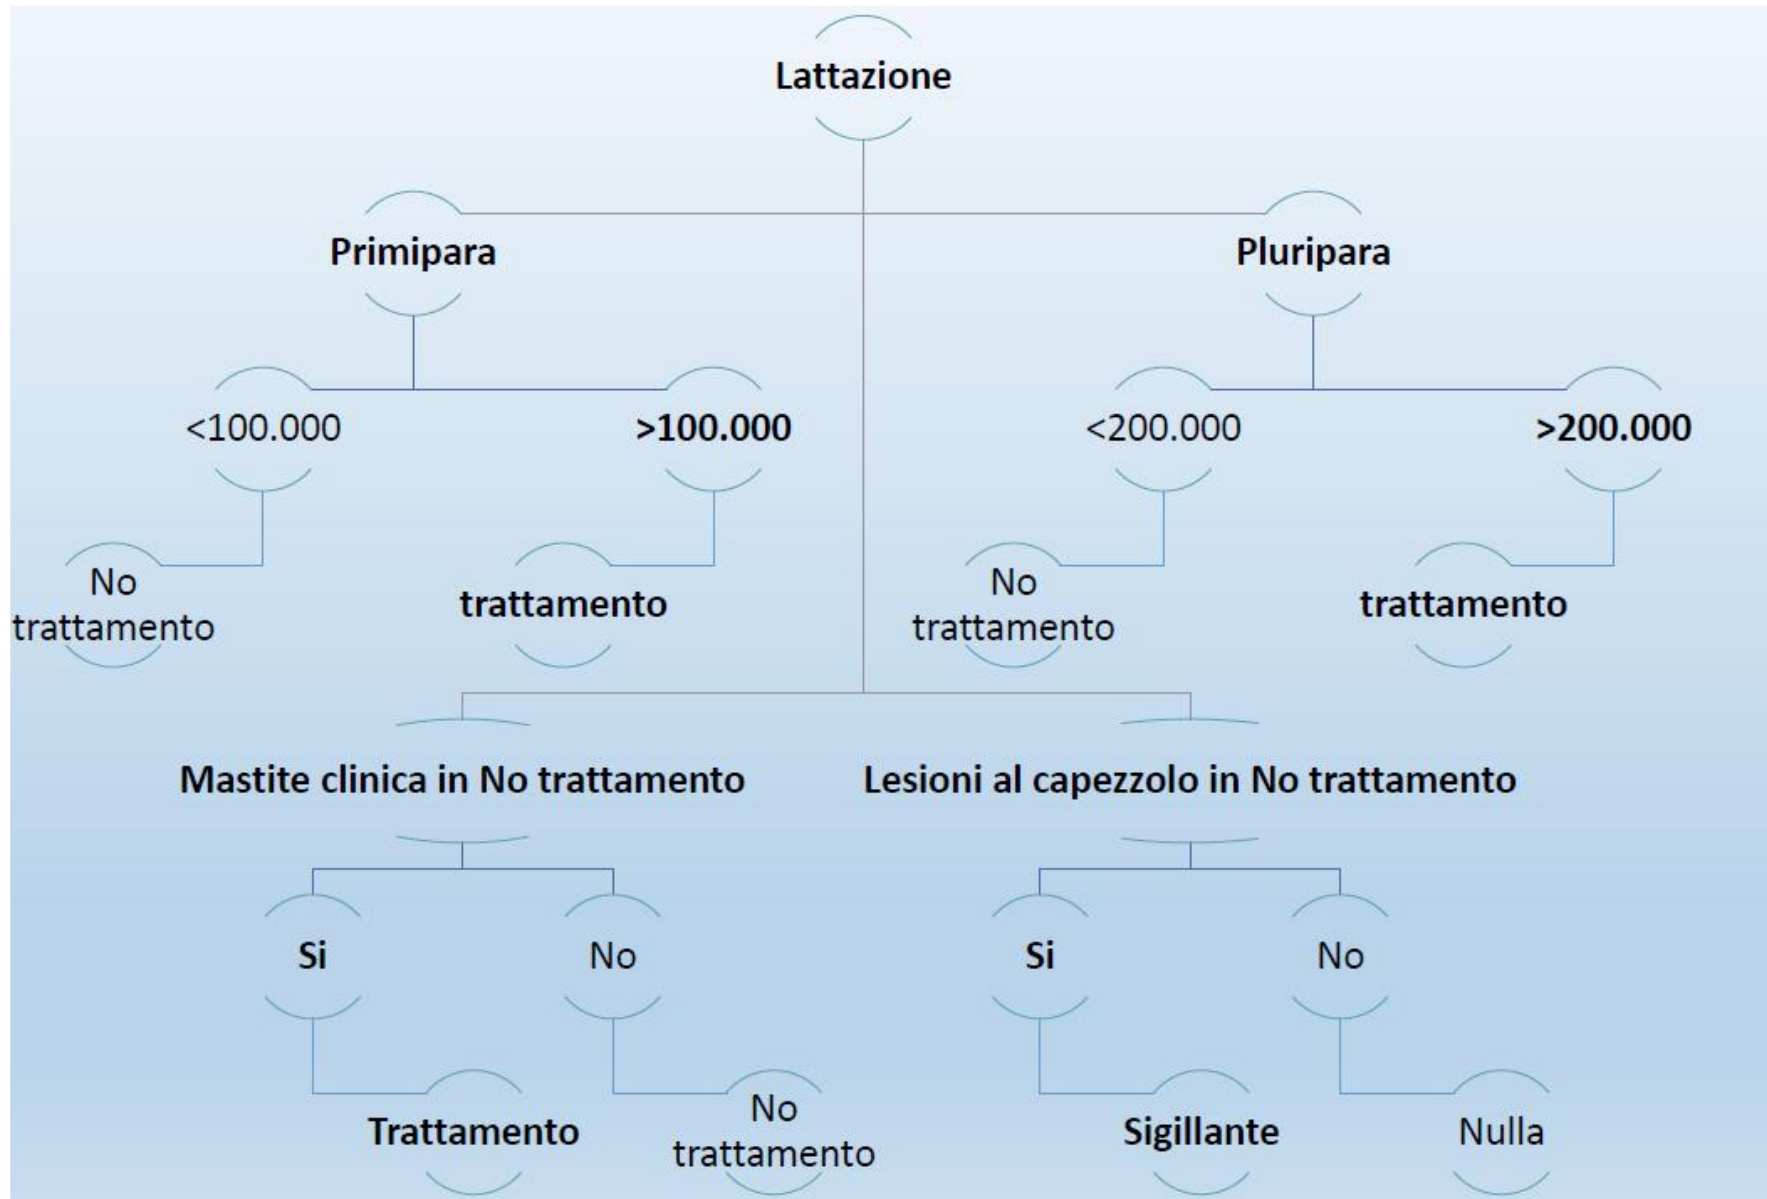 Lattazione
Primipara
Pluripara
<100.000
>100.000
<200.000
>200.000
No
trattamento
trattamento
No
trattamento
trattamento
Mastite clinica in No trattamento
Lesioni al capezzolo in No trattamento
Si
No
Si
No
Trattamento
No
trattamento
Sigillante
Nulla